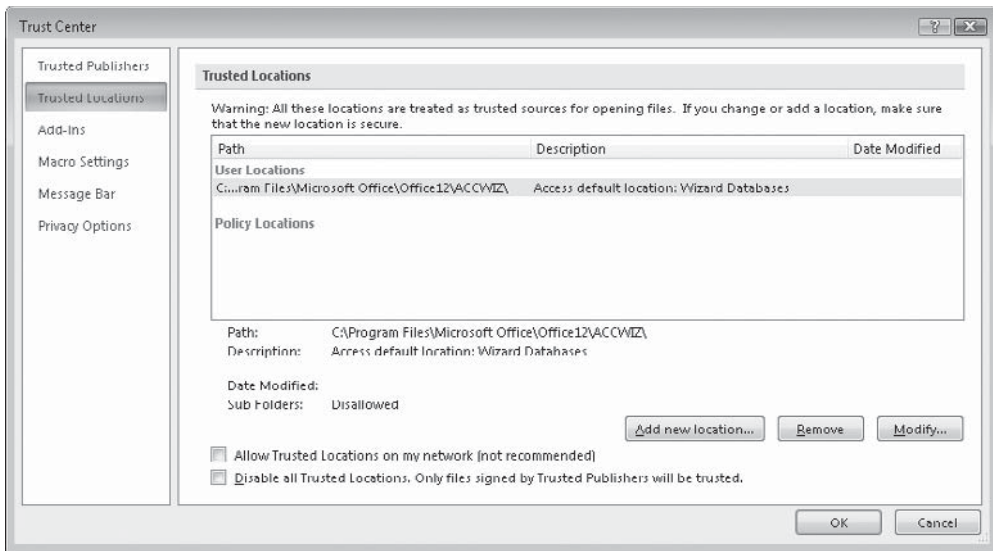 Trust Center
Trusted Publishers
Trusted Locations
Add-Ins
Macro Settings
Message Bar
Privacy Options
Trusted Locations
Warning: All these locations are treated as trusted sources for opening files. If you change or add a location, make sure
that the new location is secure.
Path Description Date Modified
User Locations
C:...ram Files\Microsoft Office\Office12\ACCWIZ\ Access default location: Wizard Databases
Policy Locations
Path: C:\Program Files\Microsoft Office\Office12\ACCWIZ\
Description: Access default location: Wizard Databases
Date Modified:
Sub Folders: Disallowed
Add new location... Remove Modify...
Allow Trusted Locations on my network (not recommended)
Disable all Trusted Locations. Only files signed by Trusted Publishers will be trusted.
OK Cancel